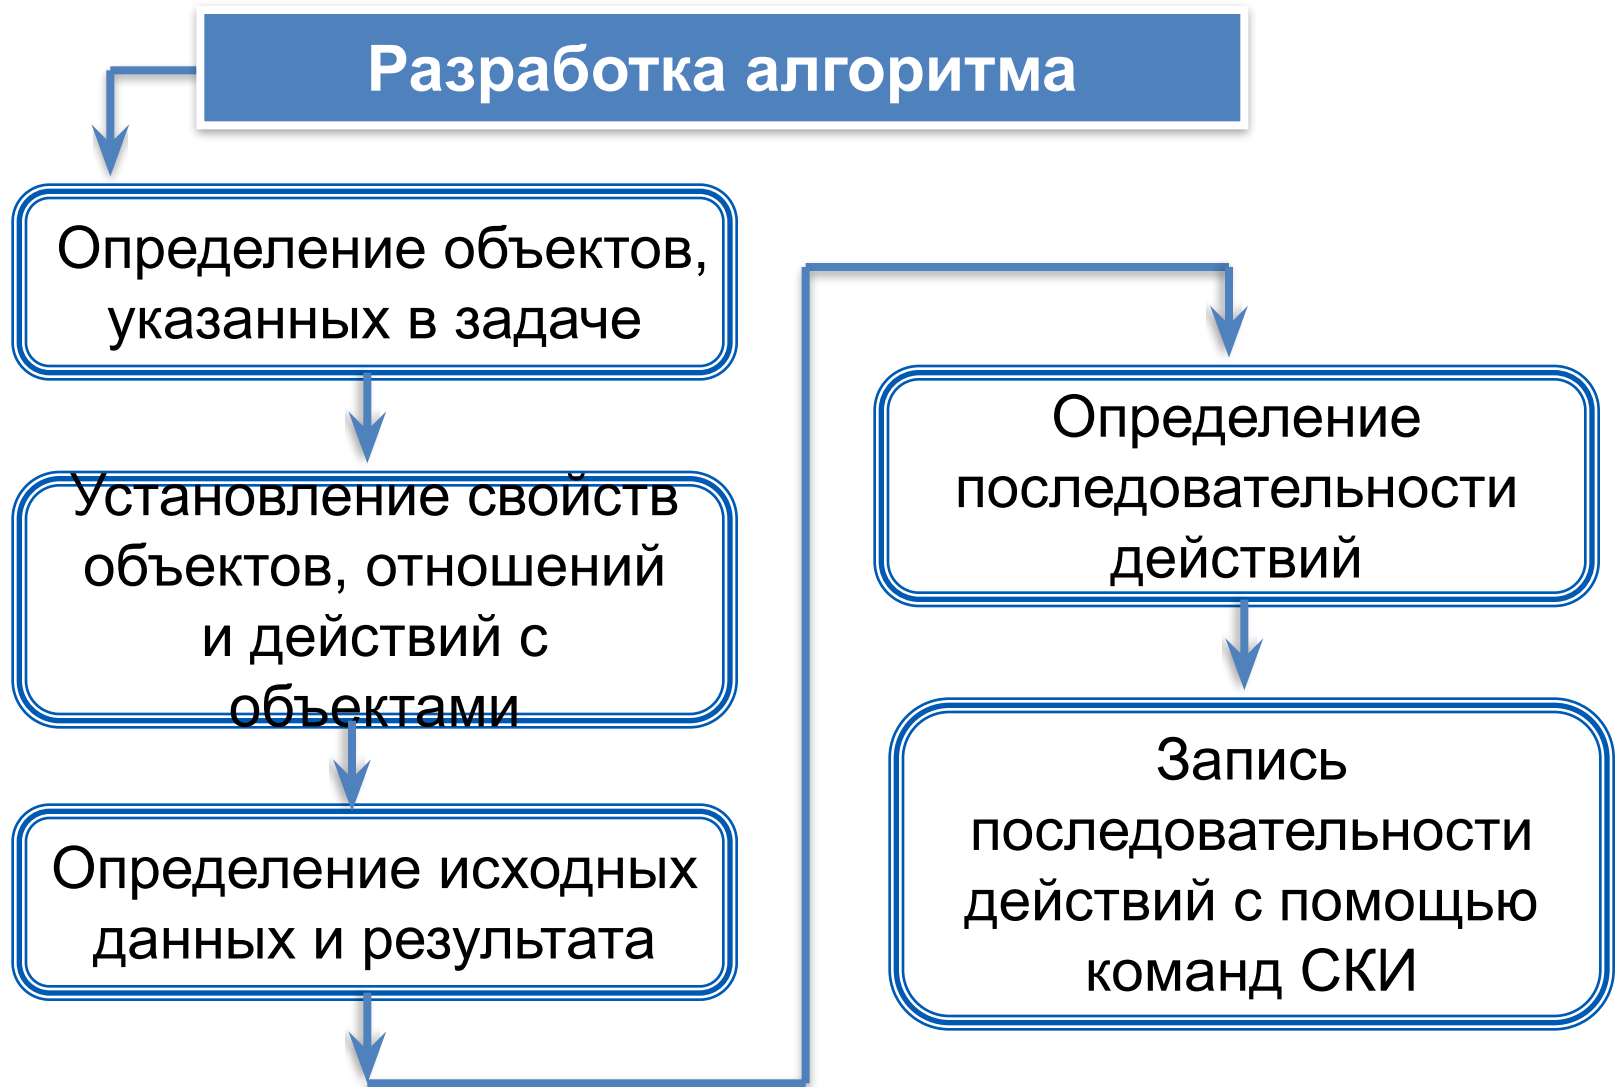 Разработка алгоритма
Определение объектов,
указанных в задаче
Установление свойств
объектов, отношений
и действий с
объектами
Определение исходных
данных и результата
Определение
последовательности
действий
Запись
последовательности
действий с помощью
команд СКИ